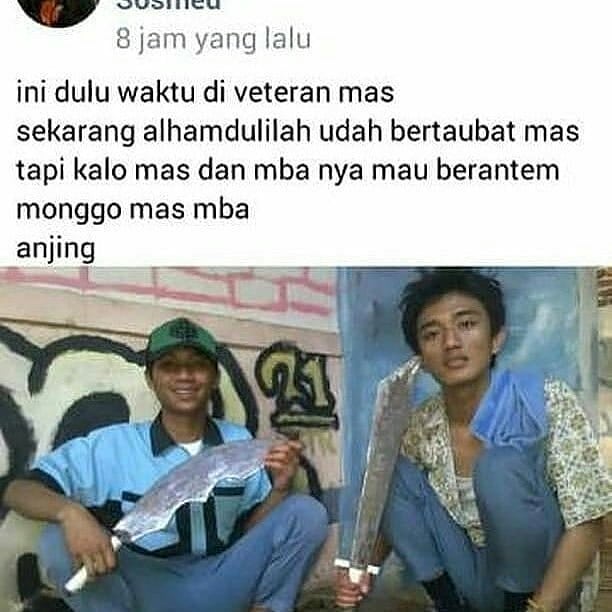 Sosmed
8 jam yang lalu
ini dulu waktu di veteran mas
sekarang alhamdulilah udah bertaubat mas
tapi kalo mas dan mba nya mau berantem
monggo mas mba
anjing
21